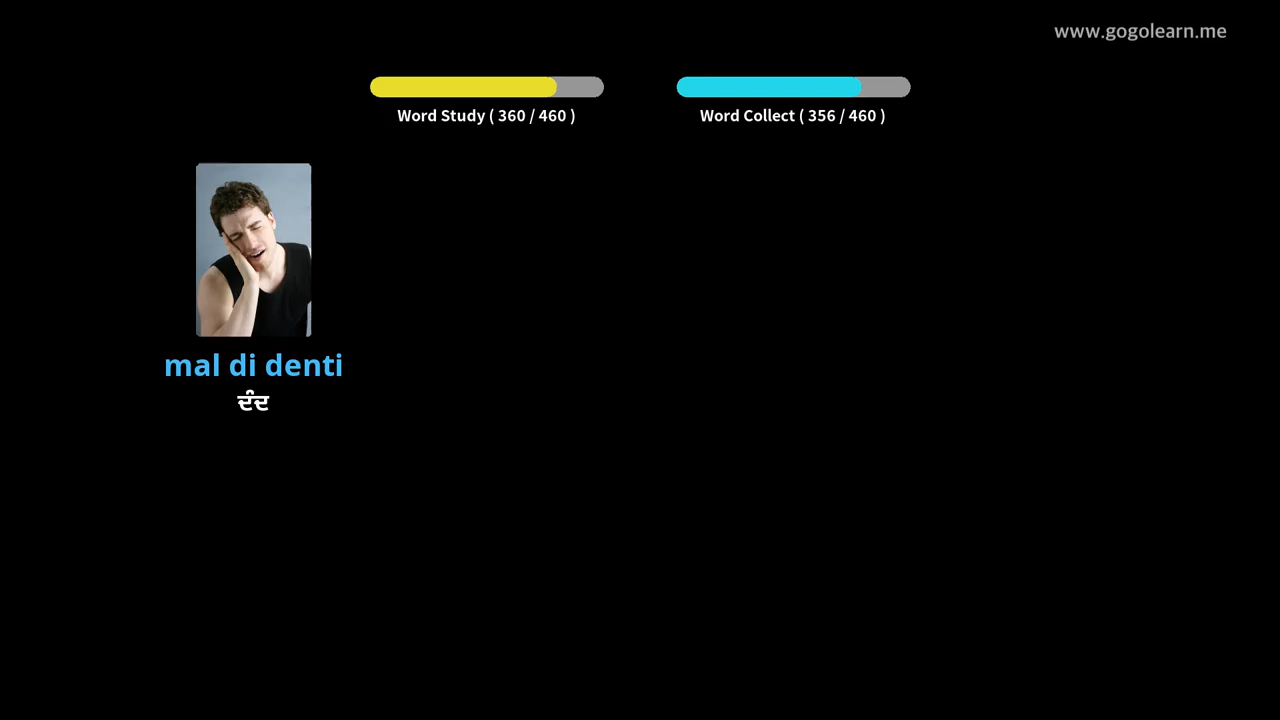 www.gogolearn.me
Word Study ( 360 / 460 )
Word Collect ( 356 / 460 )
mal di denti
ਦੰਦ